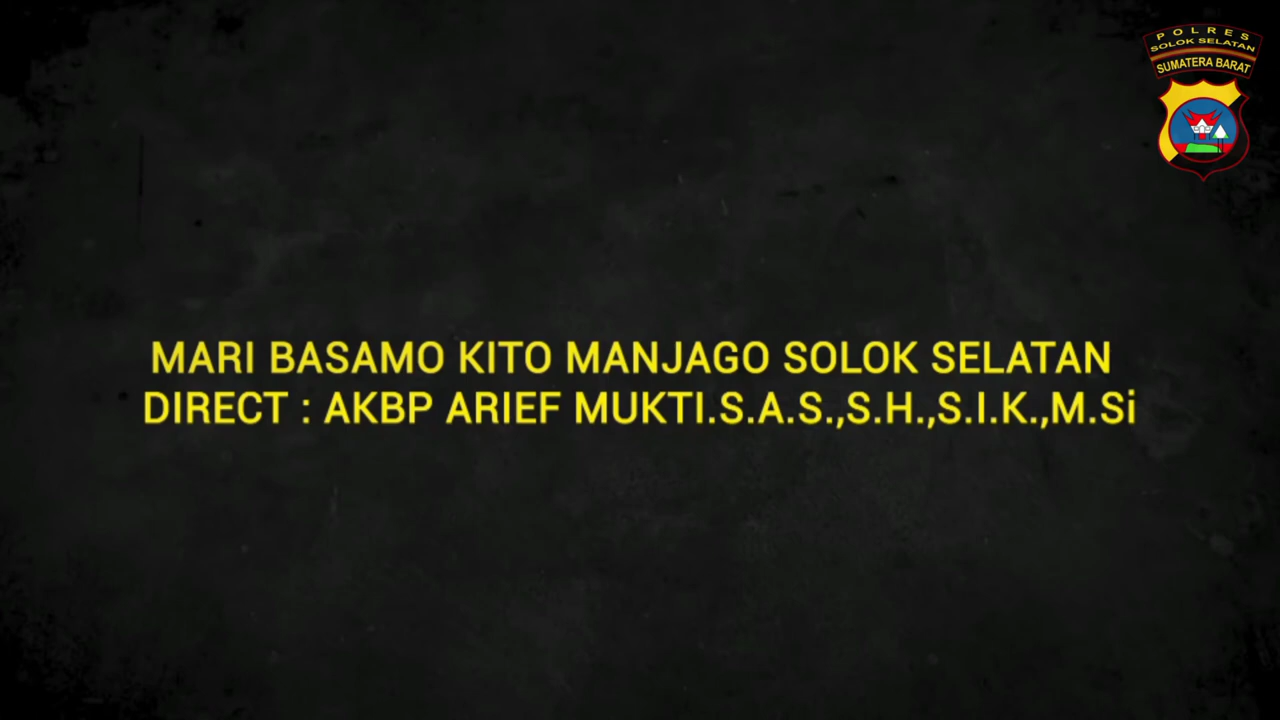 POLRES
SOLOK SELATAN
SUMATERA BARAT
MARI BASAMO KITO MANJAGO SOLOK SELATAN
DIRECT : AKBP ARIEF MUKTI.S.A.S.,S.H.,S.I.K.,M.Si